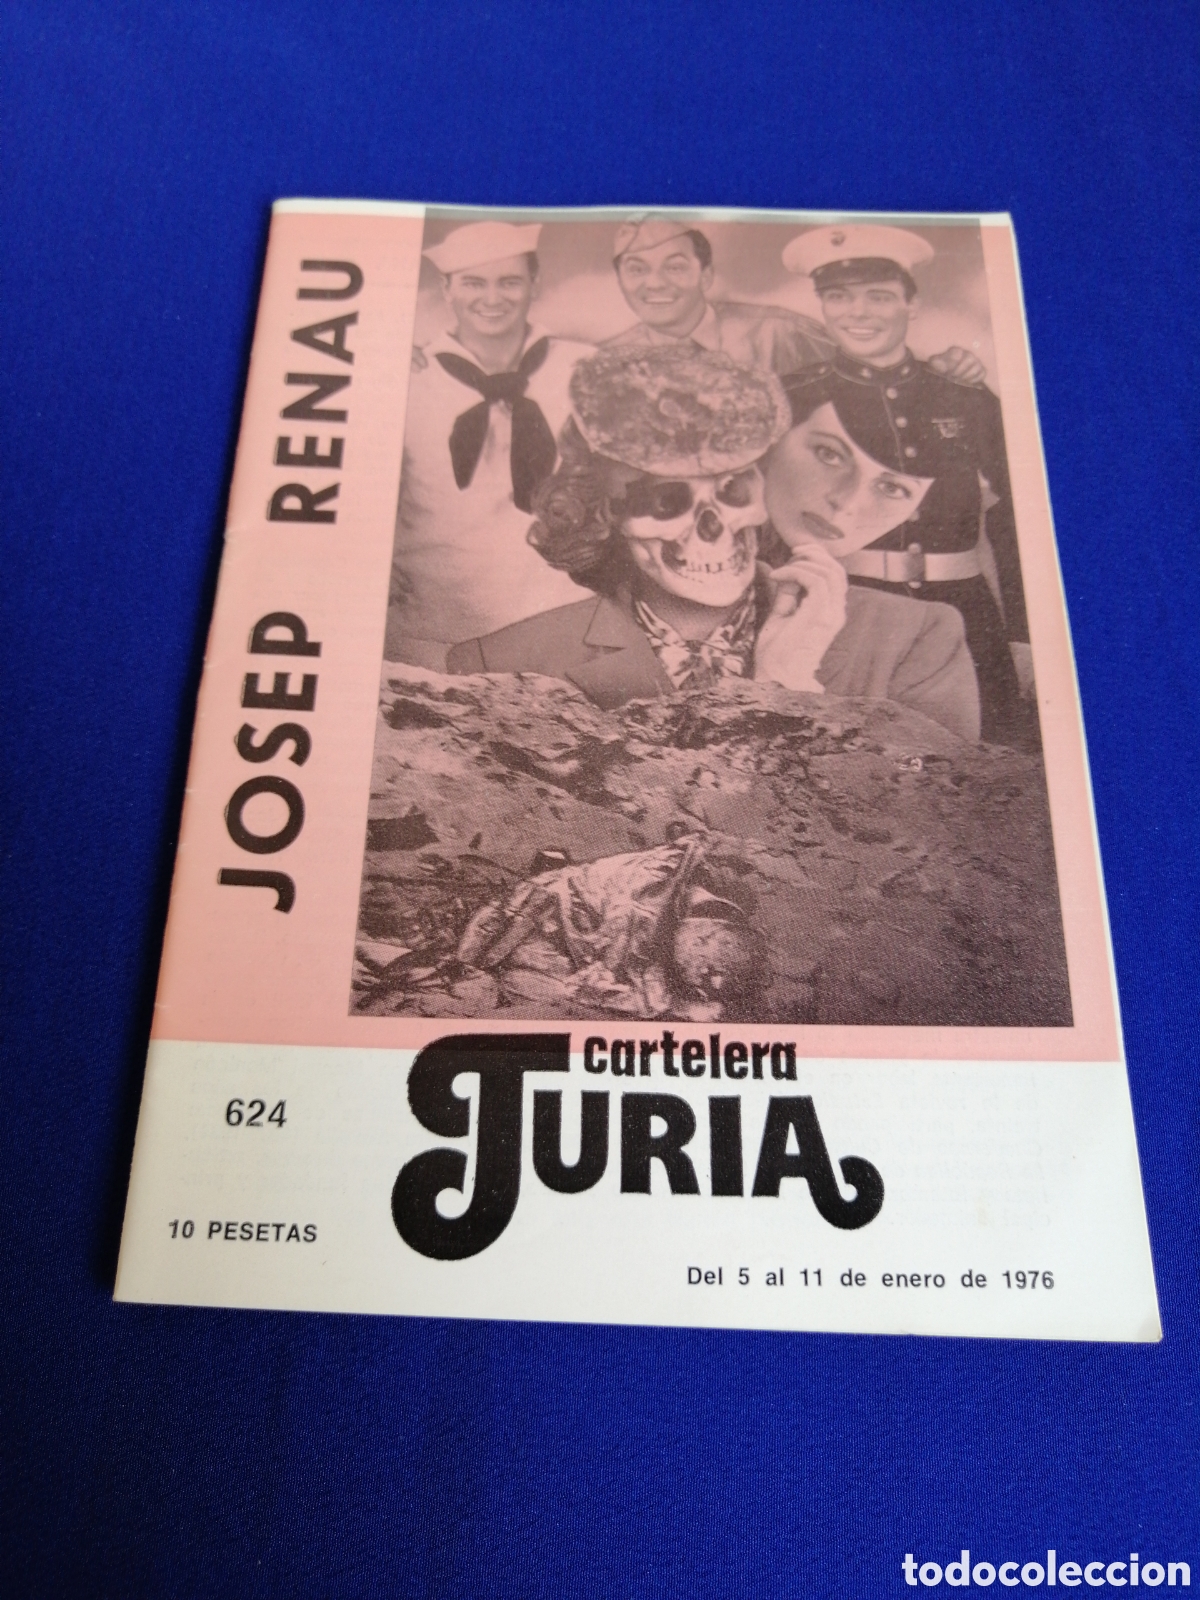 JOSEP RENAU
cartelera
TURIA
624
10 PESETAS
Del 5 al 11 de enero de 1976
todocoleccion